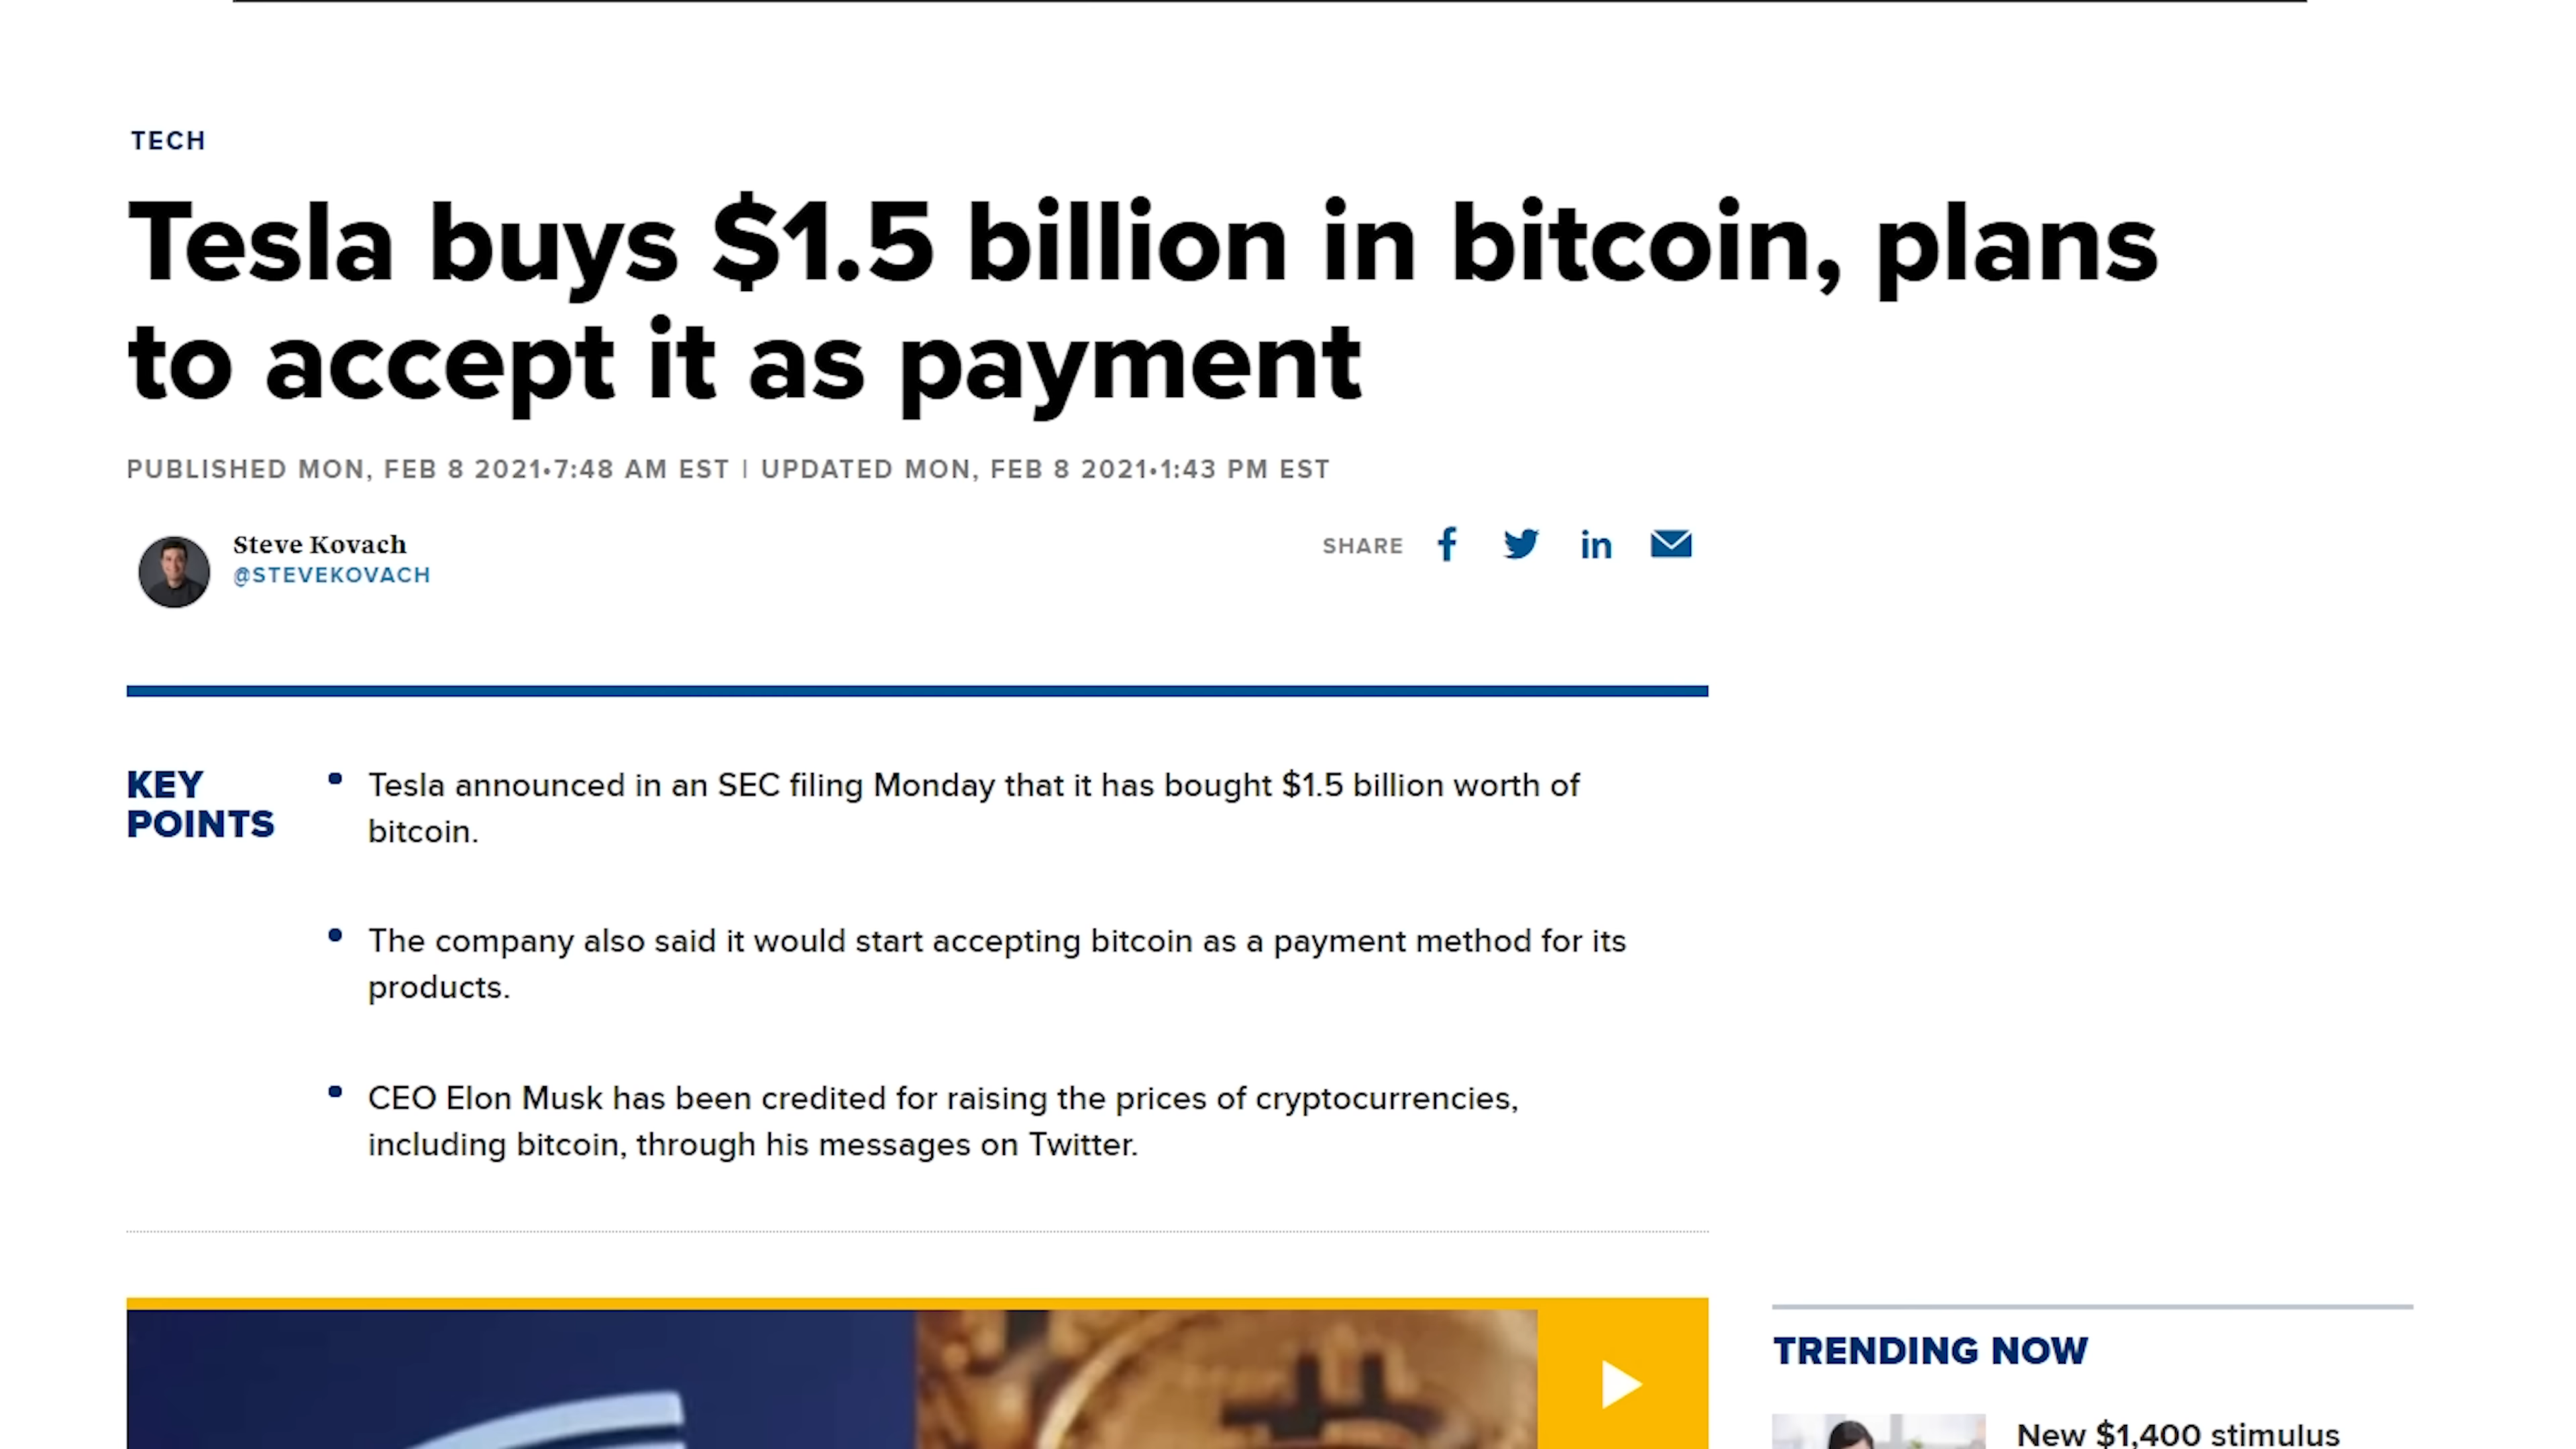 TECH
Tesla buys $1.5 billion in bitcoin, plans
to accept it as payment
PUBLISHED MON, FEB 8 2021•7:48 AM EST | UPDATED MON, FEB 8 2021•1:43 PM EST
Steve Kovach
@STEVEKOVACH
SHARE
KEY
POINTS
Tesla announced in an SEC filing Monday that it has bought $1.5 billion worth of
bitcoin.
The company also said it would start accepting bitcoin as a payment method for its
products.
CEO Elon Musk has been credited for raising the prices of cryptocurrencies,
including bitcoin, through his messages on Twitter.
TRENDING NOW
New $1,400 stimulus